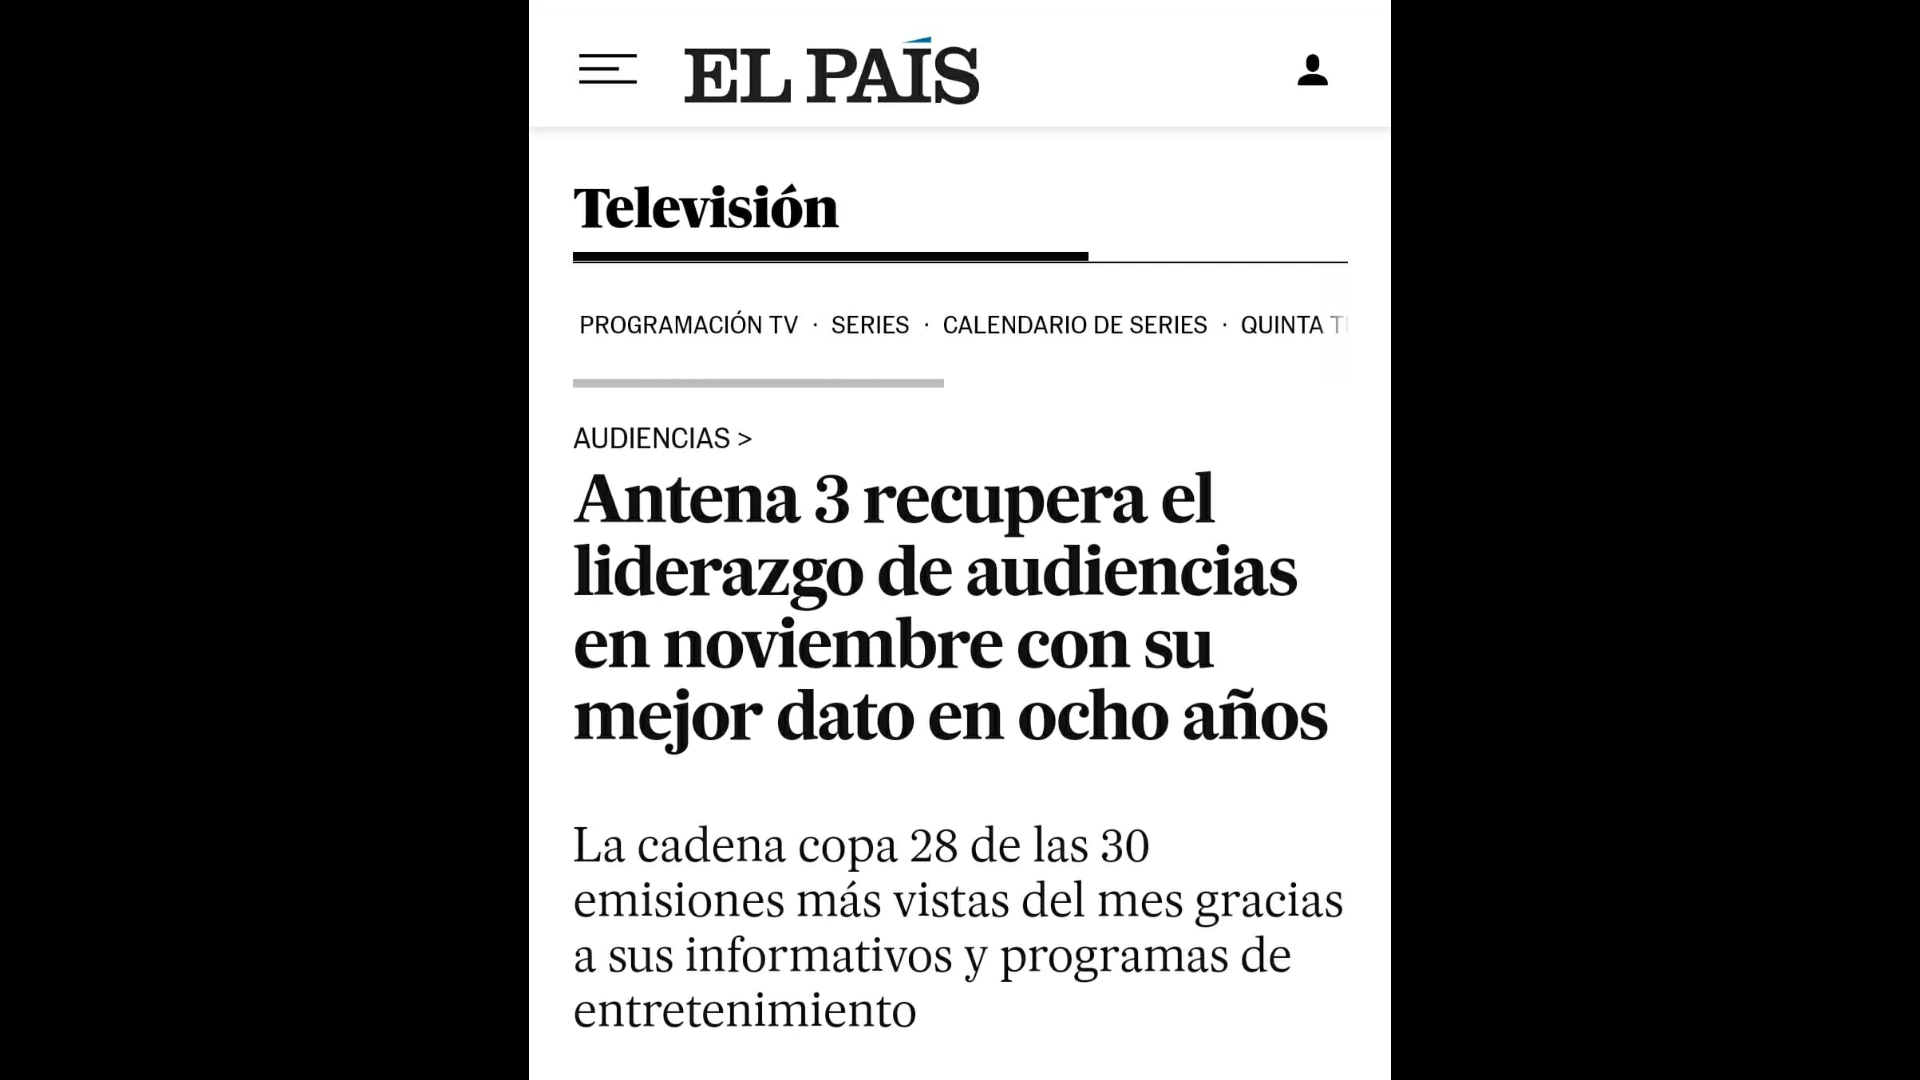 EL PAÍS
Televisión
PROGRAMACIÓN TV · SERIES · CALENDARIO DE SERIES · QUINTA
AUDIENCIAS >
Antena 3 recupera el
liderazgo de audiencias
en noviembre con su
mejor dato en ocho años
La cadena copa 28 de las 30
emisiones más vistas del mes gracias
a sus informativos y programas de
entretenimiento